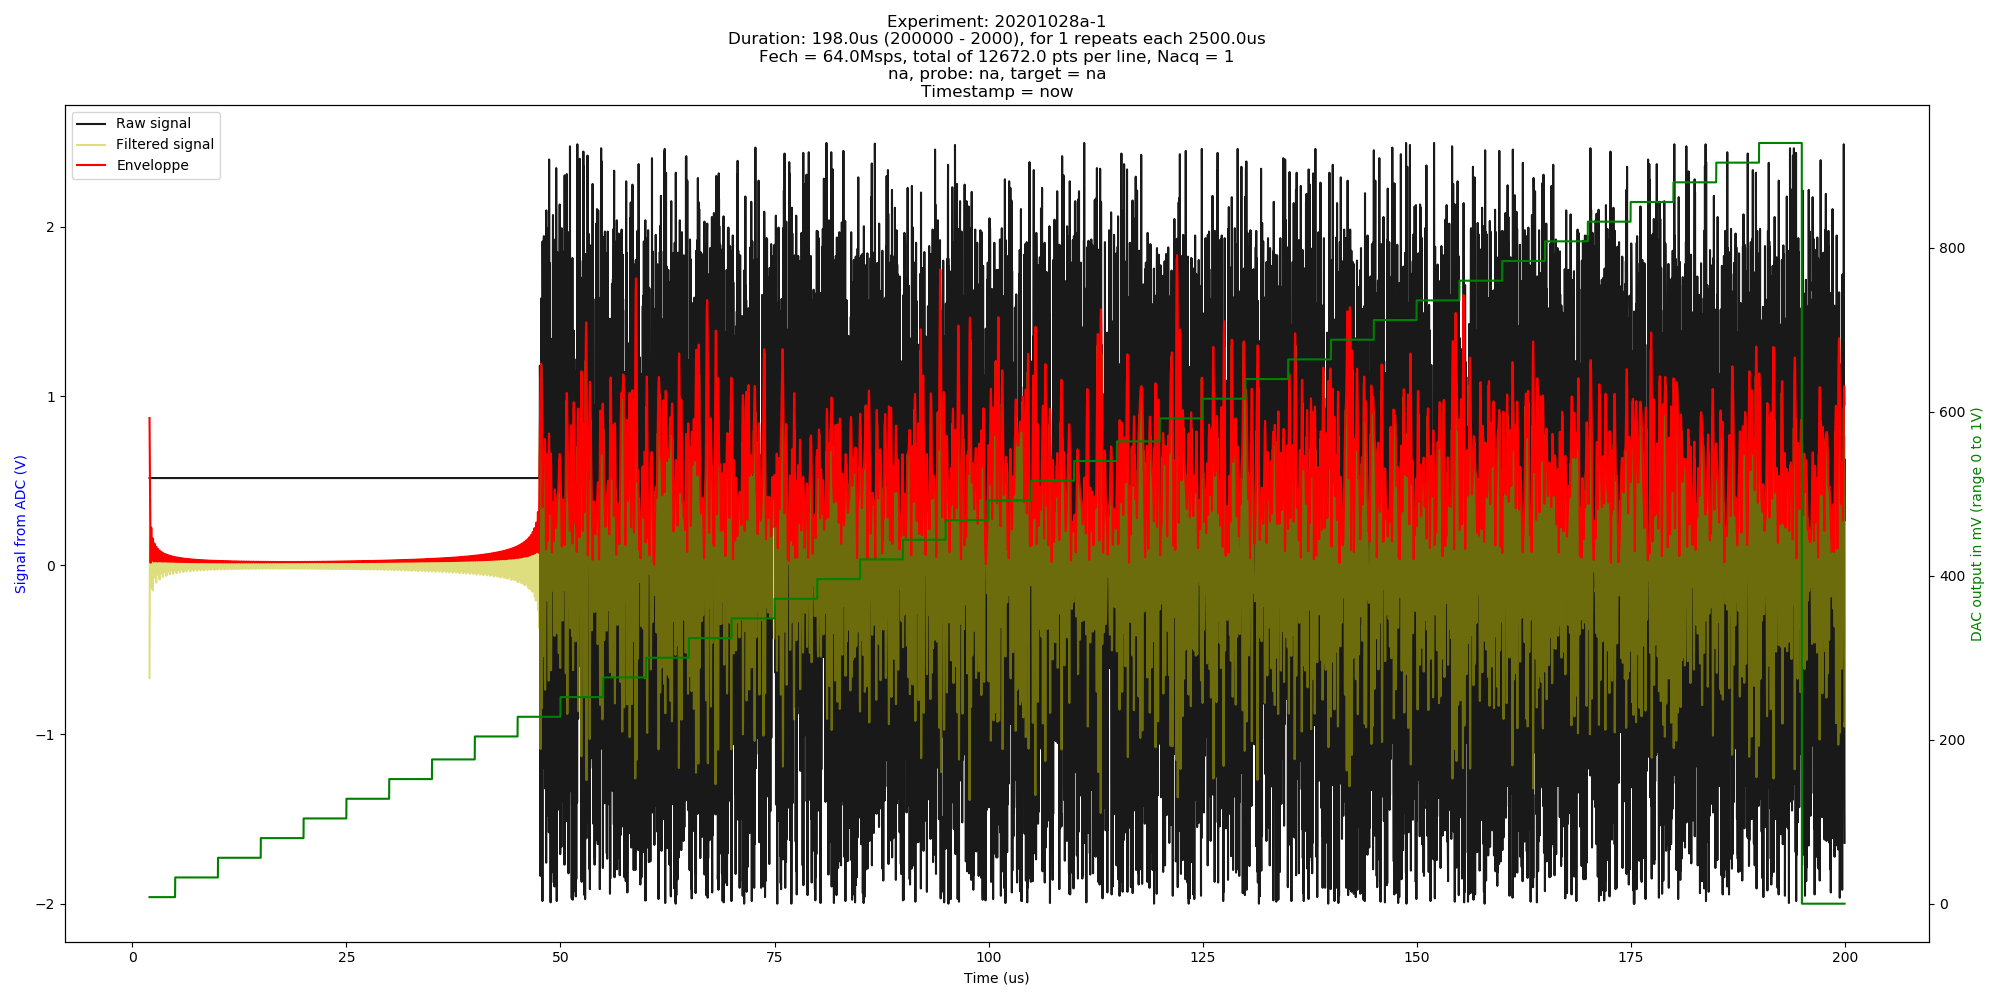 Experiment: 20201028a-1
Duration: 198.0us (200000 - 2000), for 1 repeats each 2500.0us
Fech = 64.0Msps, total of 12672.0 pts per line, Nacq = 1
na, probe: na, target = na
Timestamp = now
Raw signal
Filtered signal
Enveloppe
Signal from ADC (V)
2
1
0
−1
−2
800
600
400
200
0
DAC output in mV (range 0 to 1V)
0 25 50 75 100 125 150 175 200
Time (us)